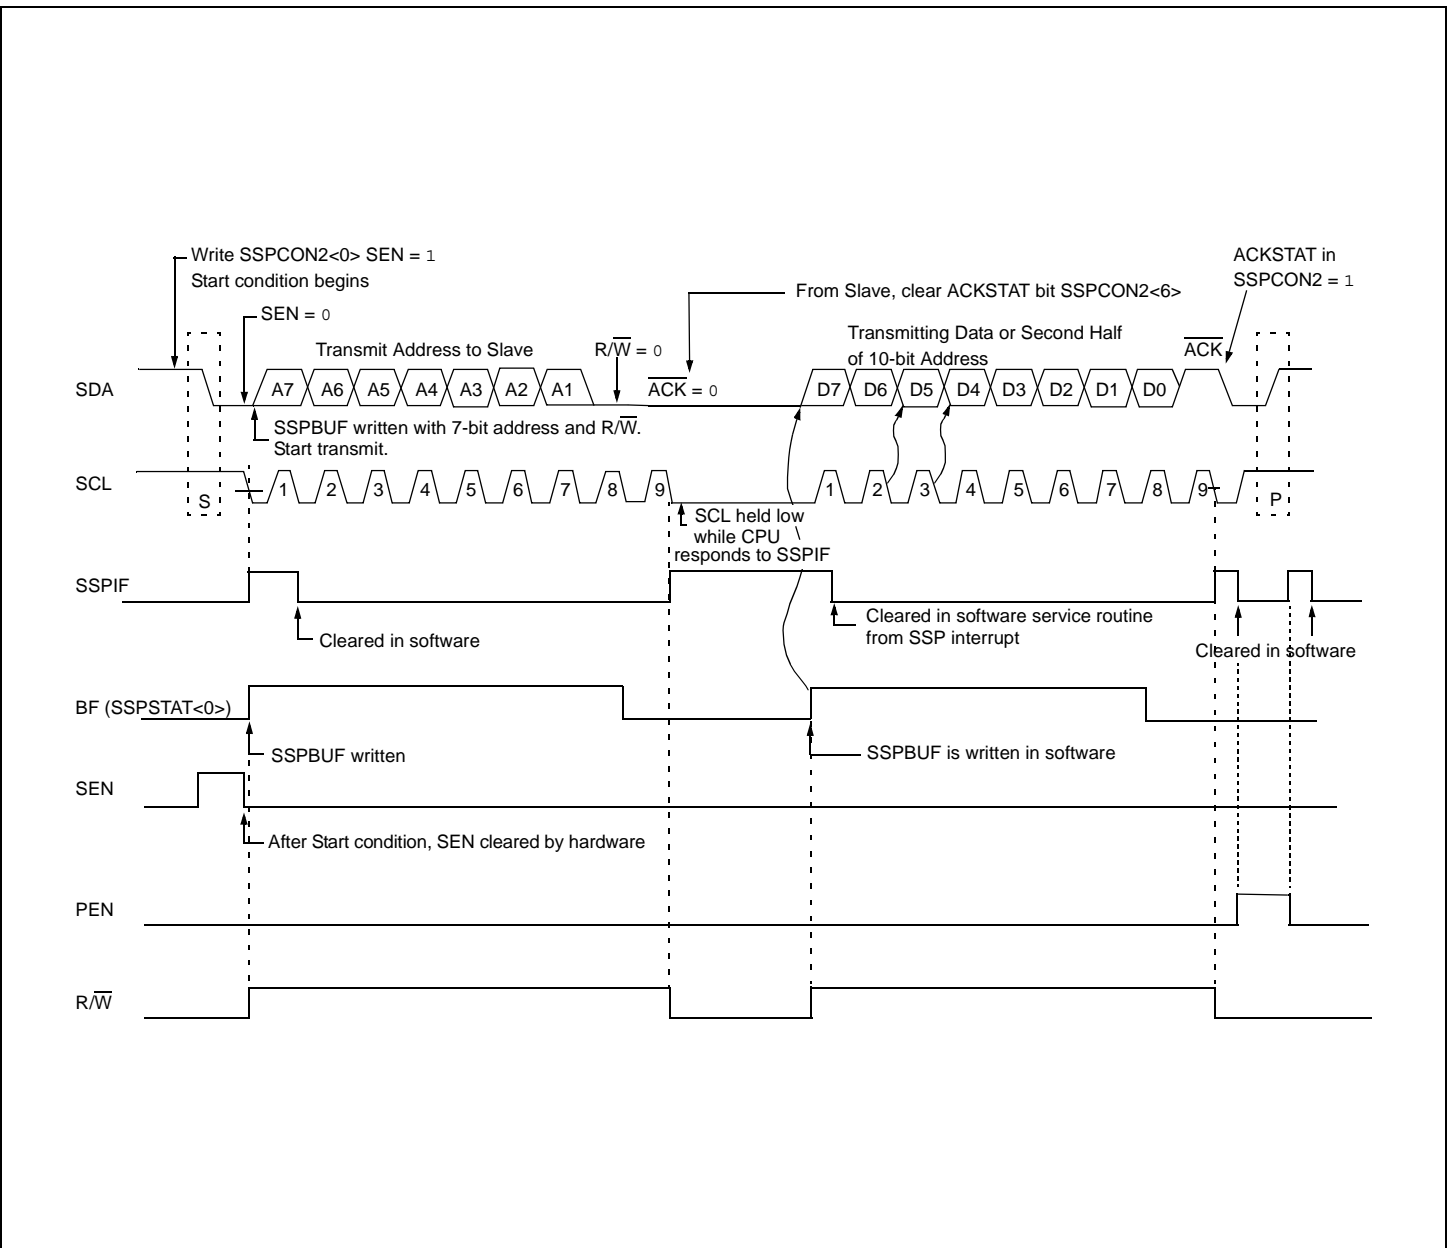 Write SSPCON2<0> SEN = 1
Start condition begins
ACKSTAT in
SSPCON2 = 1
From Slave, clear ACKSTAT bit SSPCON2<6>
SEN = 0
Transmitting Data or Second Half
of 10-bit Address
Transmit Address to Slave
R/W̅ = 0
A̅C̅K̅
SDA
A7 A6 A5 A4 A3 A2 A1
A̅C̅K̅ = 0
D7 D6 D5 D4 D3 D2 D1 D0
SSPBUF written with 7-bit address and R/W̅.
Start transmit.
SCL
S
1 2 3 4 5 6 7 8 9
1 2 3 4 5 6 7 8 9
P
SCL held low
while CPU
responds to SSPIF
SSPIF
Cleared in software
Cleared in software service routine
from SSP interrupt
Cleared in software
BF (SSPSTAT<0>)
SSPBUF written
SSPBUF is written in software
SEN
After Start condition, SEN cleared by hardware
PEN
R/W̅